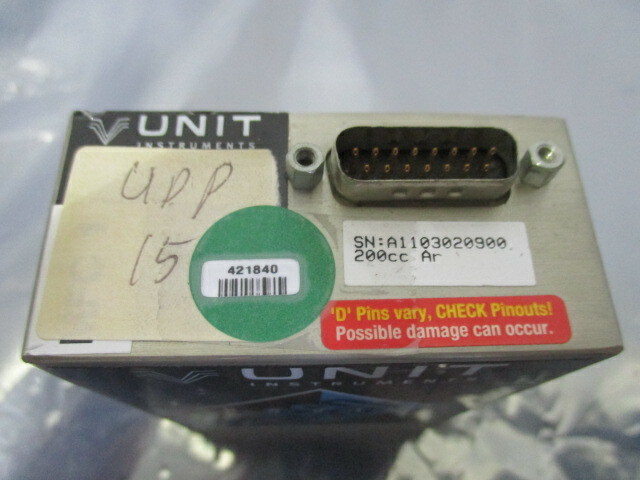 UNIT
INSTRUMENTS
UPP
15
421840
SN:A1103020900
200cc Ar
'D' Pins vary, CHECK Pinouts!
Possible damage can occur.
UNIT
INSTRUMENTS